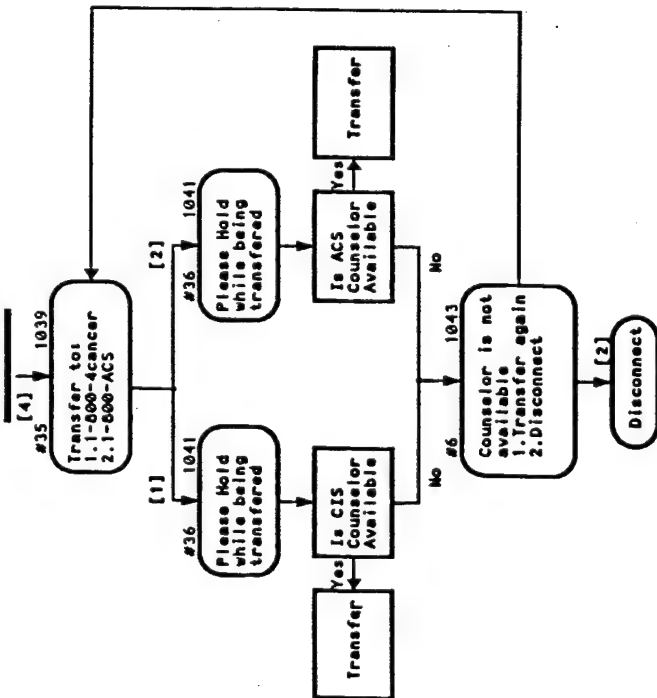 [4]
#35
1039
Transfer to:
1.1-800-4cancer
2.1-800-ACS
[1]
[2]
#36
1041
Please Hold
while being
transfered
#36
1041
Please Hold
while being
transfered
Is CIS
Counselor
Available
Yes
Transfer
No
Is ACS
Counselor
Available
Yes
Transfer
No
#6
1043
Counselor is not
available
1.Transfer again
2.Disconnect
[2]
Disconnect